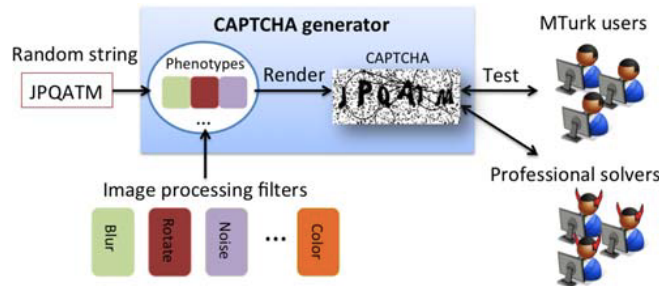 CAPTCHA generator
MTurk users
Random string
JPQATM
Phenotypes
...
Render
CAPTCHA
JPQATM
Test
Professional solvers
Image processing filters
Blur
Rotate
Noise
...
Color